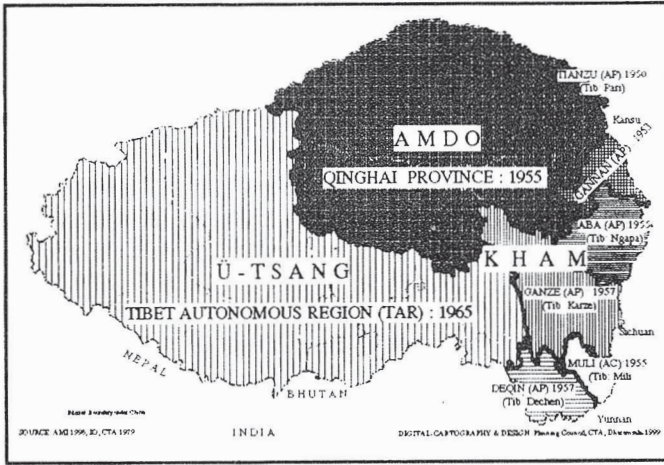 TIANZU (AP) 1950
(Tib Pari)
Kansu
AMDO
QINGHAI PROVINCE : 1955
GANNAN (AP) 1953
ABA (AP) 1955
(Tib Ngapa)
KHAM
Ü-TSANG
GANZE (AP) 1957
(Tib Karze)
TIBET AUTONOMOUS REGION (TAR) : 1965
Sichuan
MULI (AC) 1955
(Tib Mili)
NEPAL
DEQIN (AP) 1957
(Tib Dechen)
BHUTAN
Yunnan
SOURCE: AMI 1998, IO, CTA 1979
INDIA
DIGITAL-CARTOGRAPHY & DESIGN Planning Council, CTA, 1999